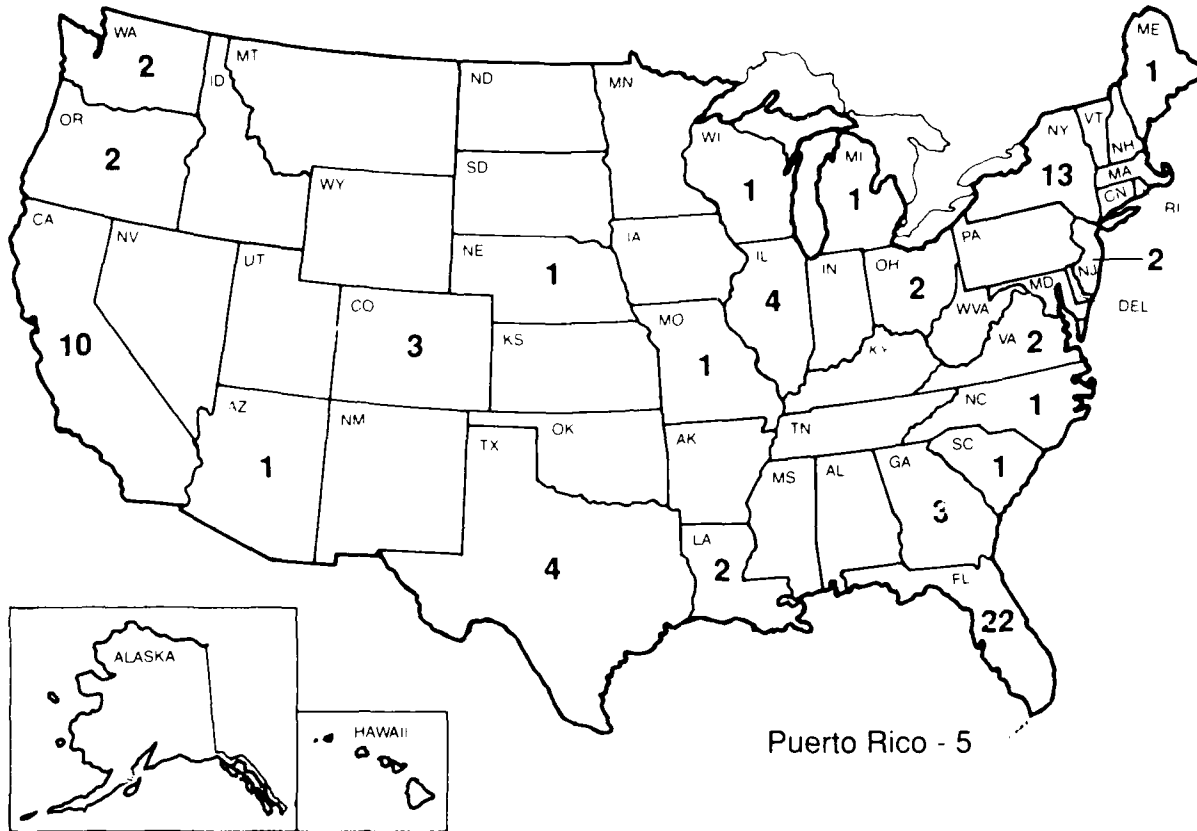 WA
2
ID
MT
ND
MN
ME
1
OR
2
SD
WI
1
MI
1
NY
13
VT
NH
MA
CN
RI
WY
CA
10
NV
UT
NE
1
IA
IL
4
IN
OH
2
PA
NJ
2
MD
DEL
WVA
VA
2
CO
3
KS
MO
1
KY
AZ
1
NM
TX
4
OK
AK
TN
NC
1
SC
1
MS
AL
GA
3
LA
2
FL
22
ALASKA
HAWAII
Puerto Rico - 5